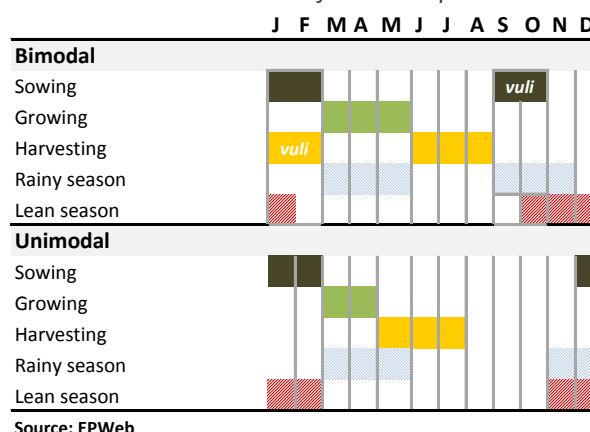 J F M A M J J A S O N D
Bimodal
Sowing vuli
Growing
Harvesting vuli
Rainy season
Lean season
Unimodal
Sowing
Growing
Harvesting
Rainy season
Lean season
Source: FPWeb